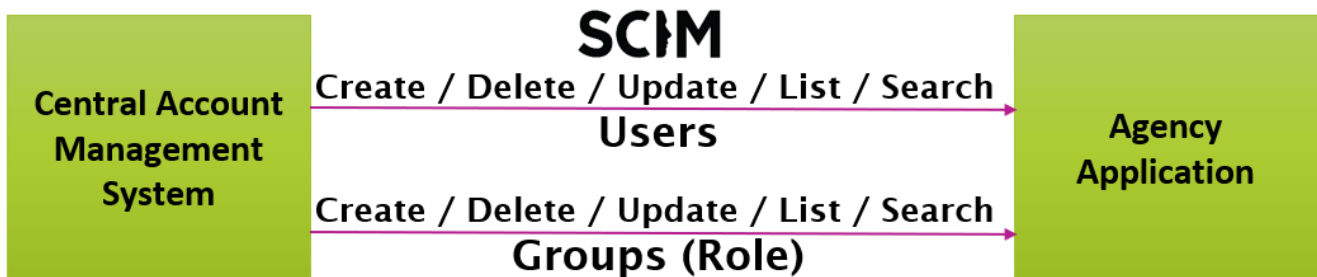 SCIM
Central Account
Management
System
Create / Delete / Update / List / Search
Users
Create / Delete / Update / List / Search
Groups (Role)
Agency
Application